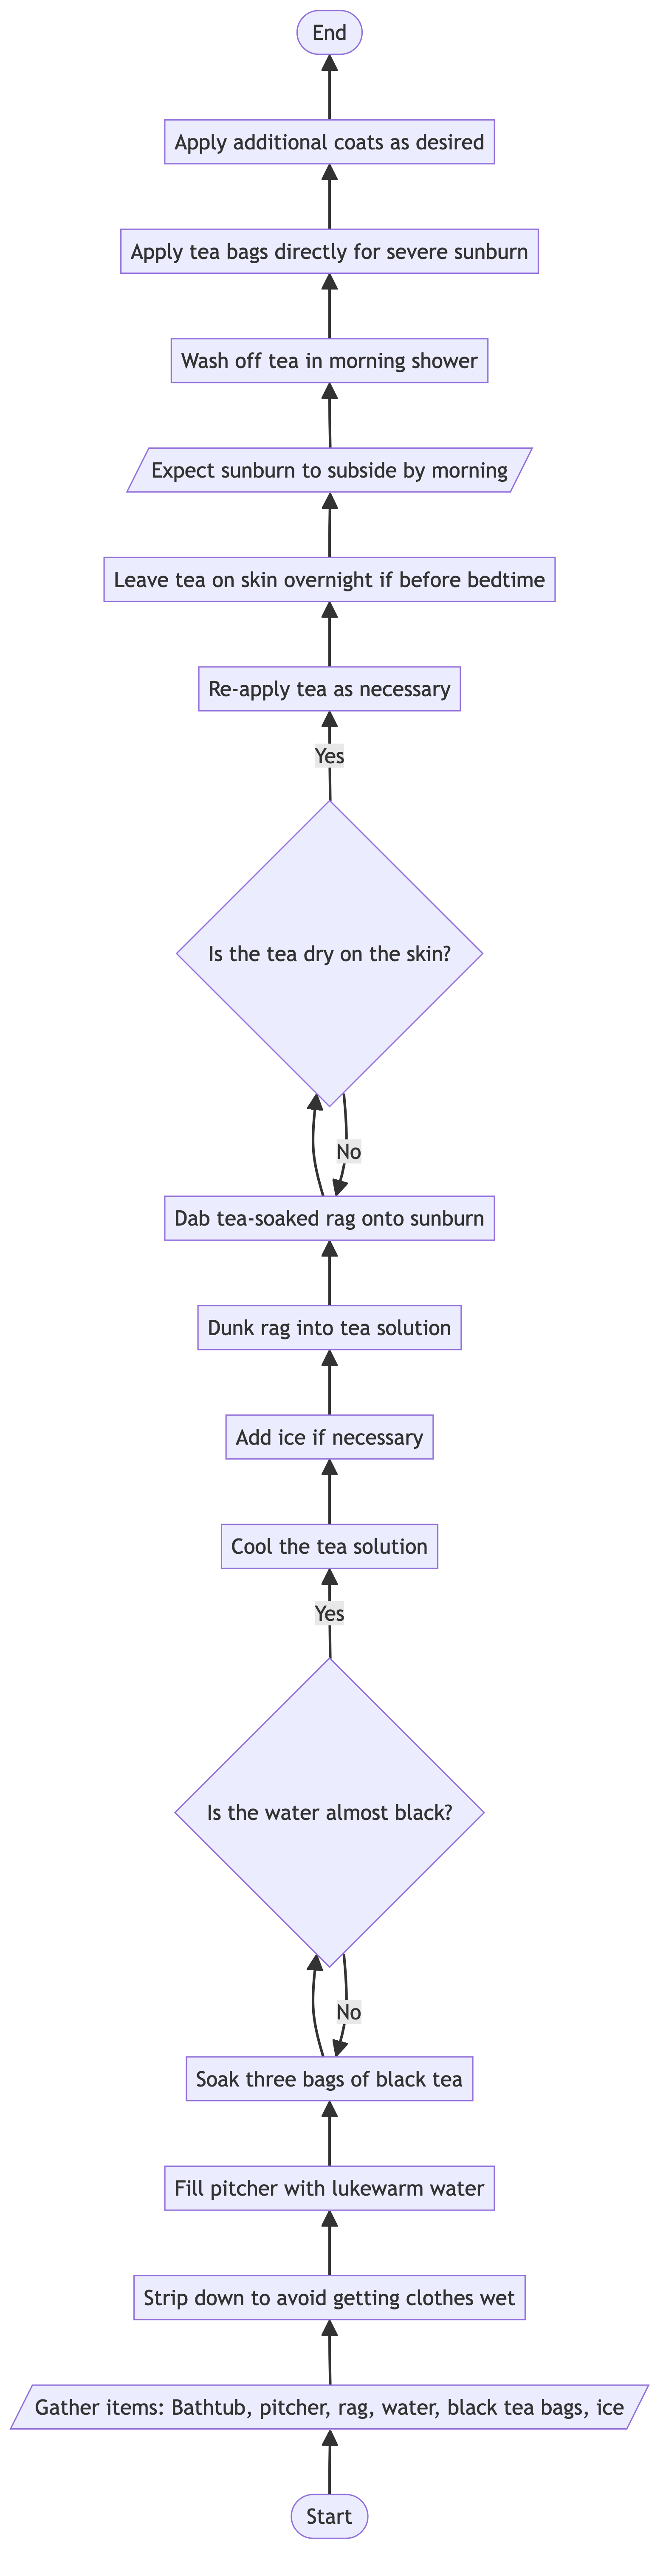 End
Apply additional coats as desired
Apply tea bags directly for severe sunburn
Wash off tea in morning shower
Expect sunburn to subside by morning
Leave tea on skin overnight if before bedtime
Re-apply tea as necessary
Yes
Is the tea dry on the skin?
No
Dab tea-soaked rag onto sunburn
Dunk rag into tea solution
Add ice if necessary
Cool the tea solution
Yes
Is the water almost black?
No
Soak three bags of black tea
Fill pitcher with lukewarm water
Strip down to avoid getting clothes wet
Gather items: Bathtub, pitcher, rag, water, black tea bags, ice
Start